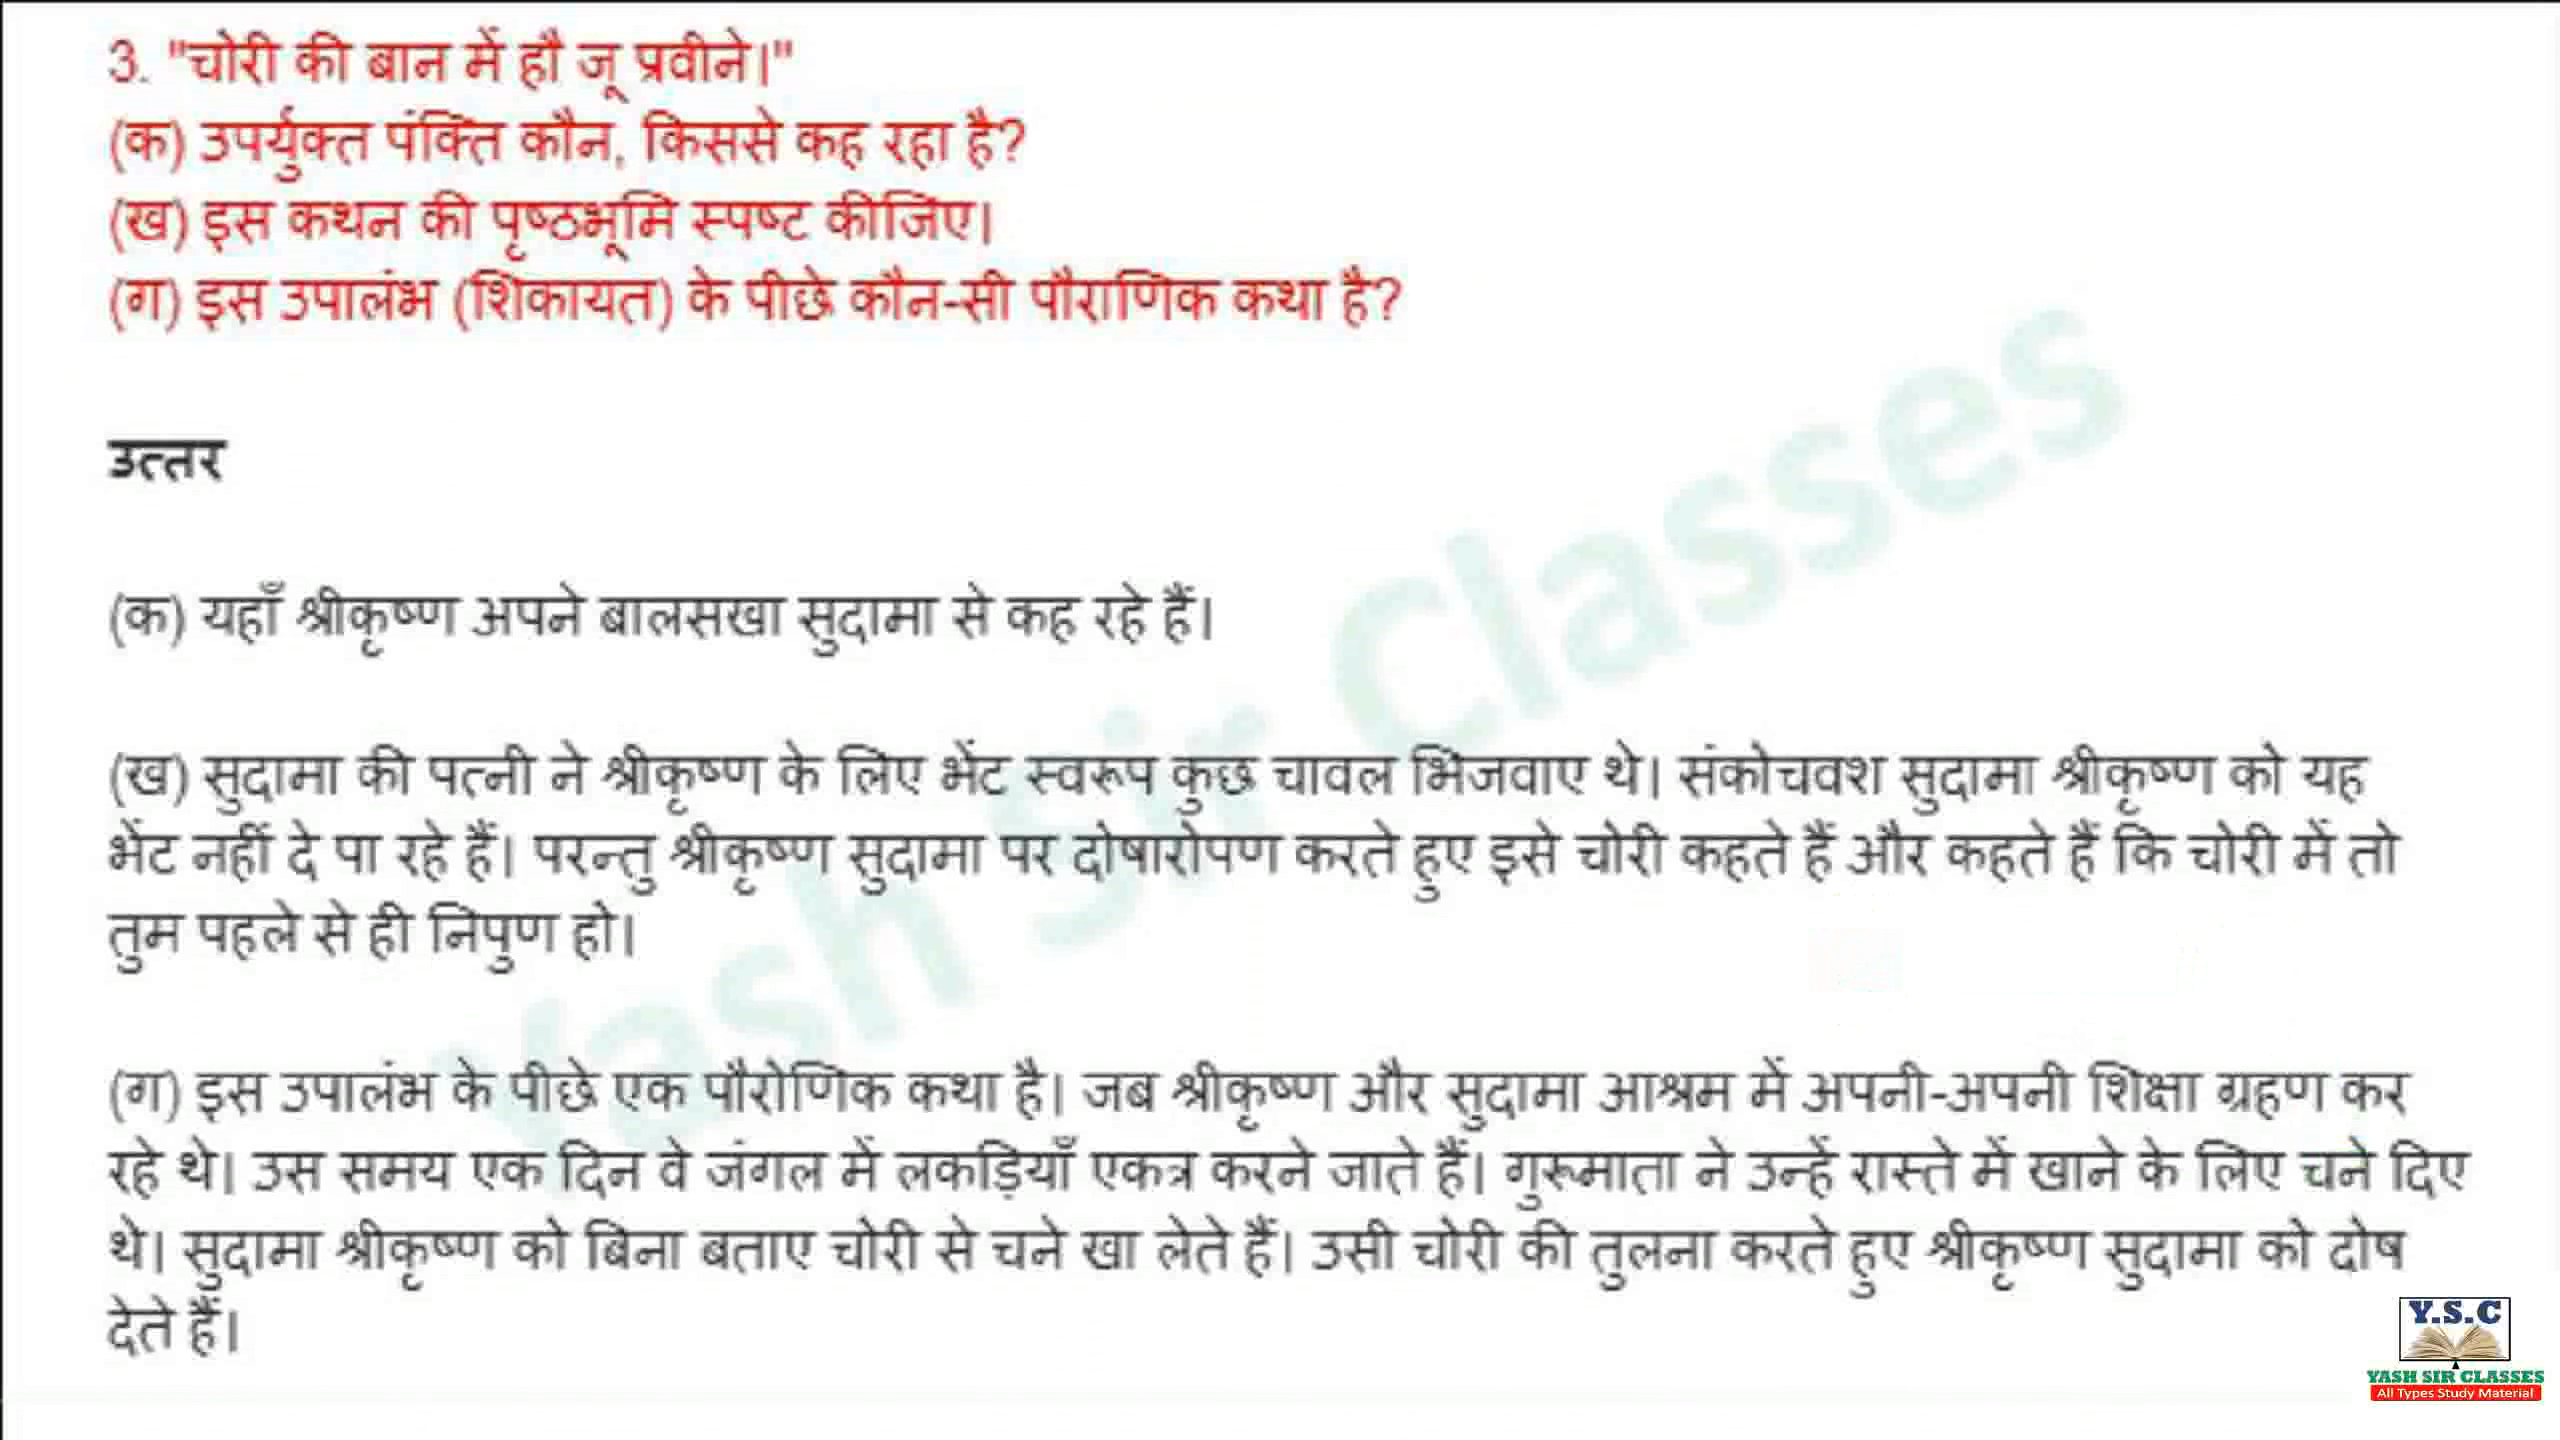 3. "चोरी की बान में हौ जू प्रवीने।"
(क) उपर्युक्त पंक्ति कौन, किससे कह रहा है?
(ख) इस कथन की पृष्ठभूमि स्पष्ट कीजिए।
(ग) इस उपालंभ (शिकायत) के पीछे कौन-सी पौराणिक कथा है?
उत्तर
(क) यहाँ श्रीकृष्ण अपने बालसखा सुदामा से कह रहे हैं।
(ख) सुदामा की पत्नी ने श्रीकृष्ण के लिए भेंट स्वरूप कुछ चावल भिजवाए थे। संकोचवश सुदामा श्रीकृष्ण को यह
भेंट नहीं दे पा रहे हैं। परन्तु श्रीकृष्ण सुदामा पर दोषारोपण करते हुए इसे चोरी कहते हैं और कहते हैं कि चोरी में तो
तुम पहले से ही निपुण हो।
(ग) इस उपालंभ के पीछे एक पौरोणिक कथा है। जब श्रीकृष्ण और सुदामा आश्रम में अपनी-अपनी शिक्षा ग्रहण कर
रहे थे। उस समय एक दिन वे जंगल में लकड़ियाँ एकत्र करने जाते हैं। गुरूमाता ने उन्हें रास्ते में खाने के लिए चने दिए
थे। सुदामा श्रीकृष्ण को बिना बताए चोरी से चने खा लेते हैं। उसी चोरी की तुलना करते हुए श्रीकृष्ण सुदामा को दोष
देते हैं।
Yash Sir Classes
Y.S.C
YASH SIR CLASSES
All Types Study Material